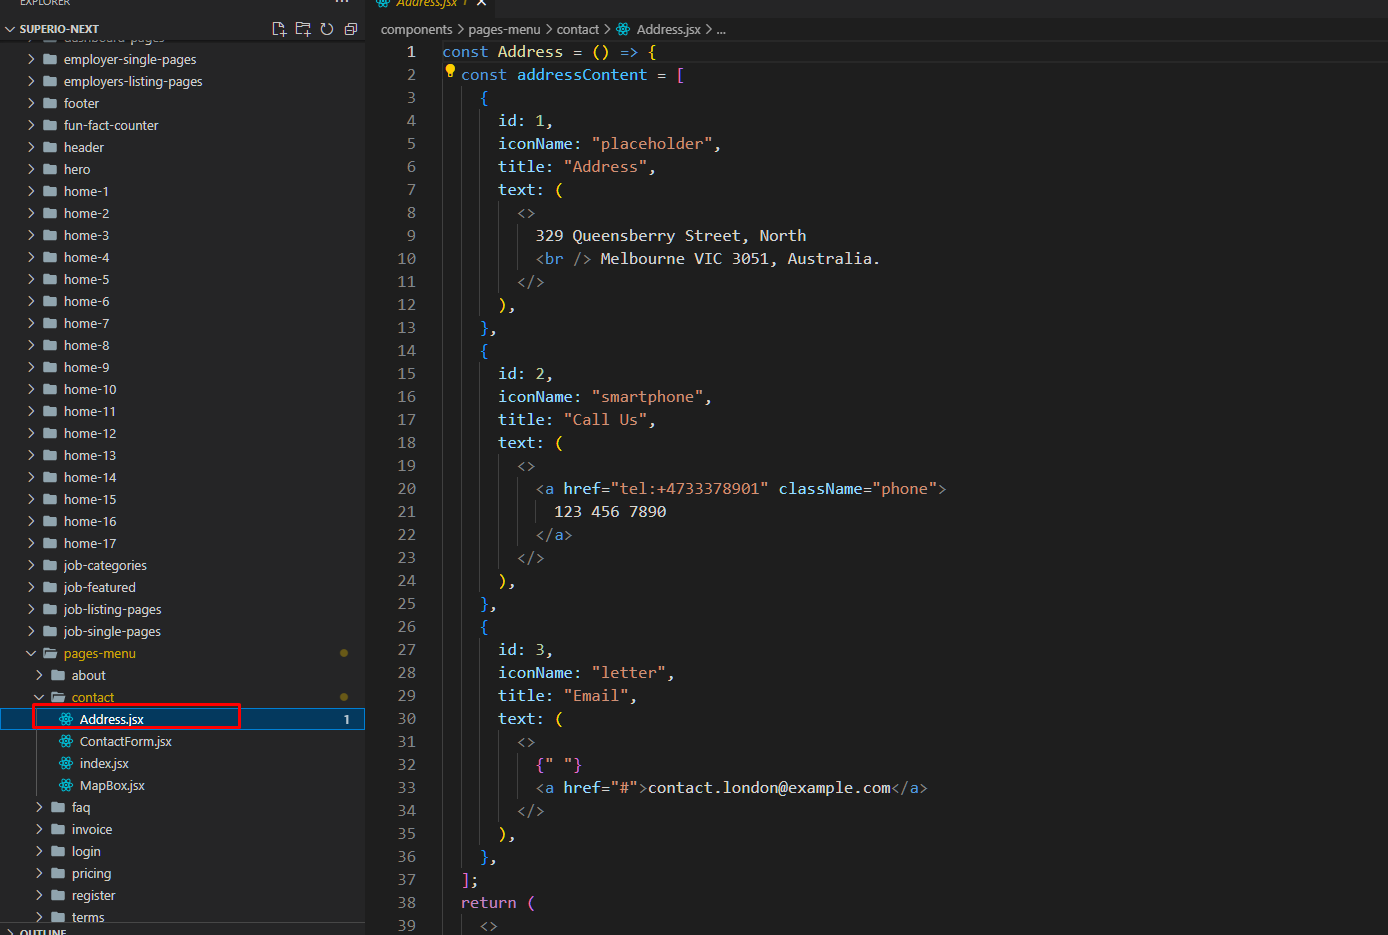 EXPLORER
SUPERIO-NEXT
dashboard-pages
employer-single-pages
employers-listing-pages
footer
fun-fact-counter
header
hero
home-1
home-2
home-3
home-4
home-5
home-6
home-7
home-8
home-9
home-10
home-11
home-12
home-13
home-14
home-15
home-16
home-17
job-categories
job-featured
job-listing-pages
job-single-pages
pages-menu
about
contact
Address.jsx 1
ContactForm.jsx
index.jsx
MapBox.jsx
faq
invoice
login
pricing
register
terms
OUTLINE
Address.jsx 1
components > pages-menu > contact > Address.jsx > ...
1 const Address = () => {
2 const addressContent = [
3 {
4 id: 1,
5 iconName: "placeholder",
6 title: "Address",
7 text: (
8 <>
9 329 Queensberry Street, North
10 <br /> Melbourne VIC 3051, Australia.
11 </>
12 ),
13 },
14 {
15 id: 2,
16 iconName: "smartphone",
17 title: "Call Us",
18 text: (
19 <>
20 <a href="tel:+4733378901" className="phone">
21 123 456 7890
22 </a>
23 </>
24 ),
25 },
26 {
27 id: 3,
28 iconName: "letter",
29 title: "Email",
30 text: (
31 <>
32 {" "}
33 <a href="#">contact.london@example.com</a>
34 </>
35 ),
36 },
37 ];
38 return (
39 <>